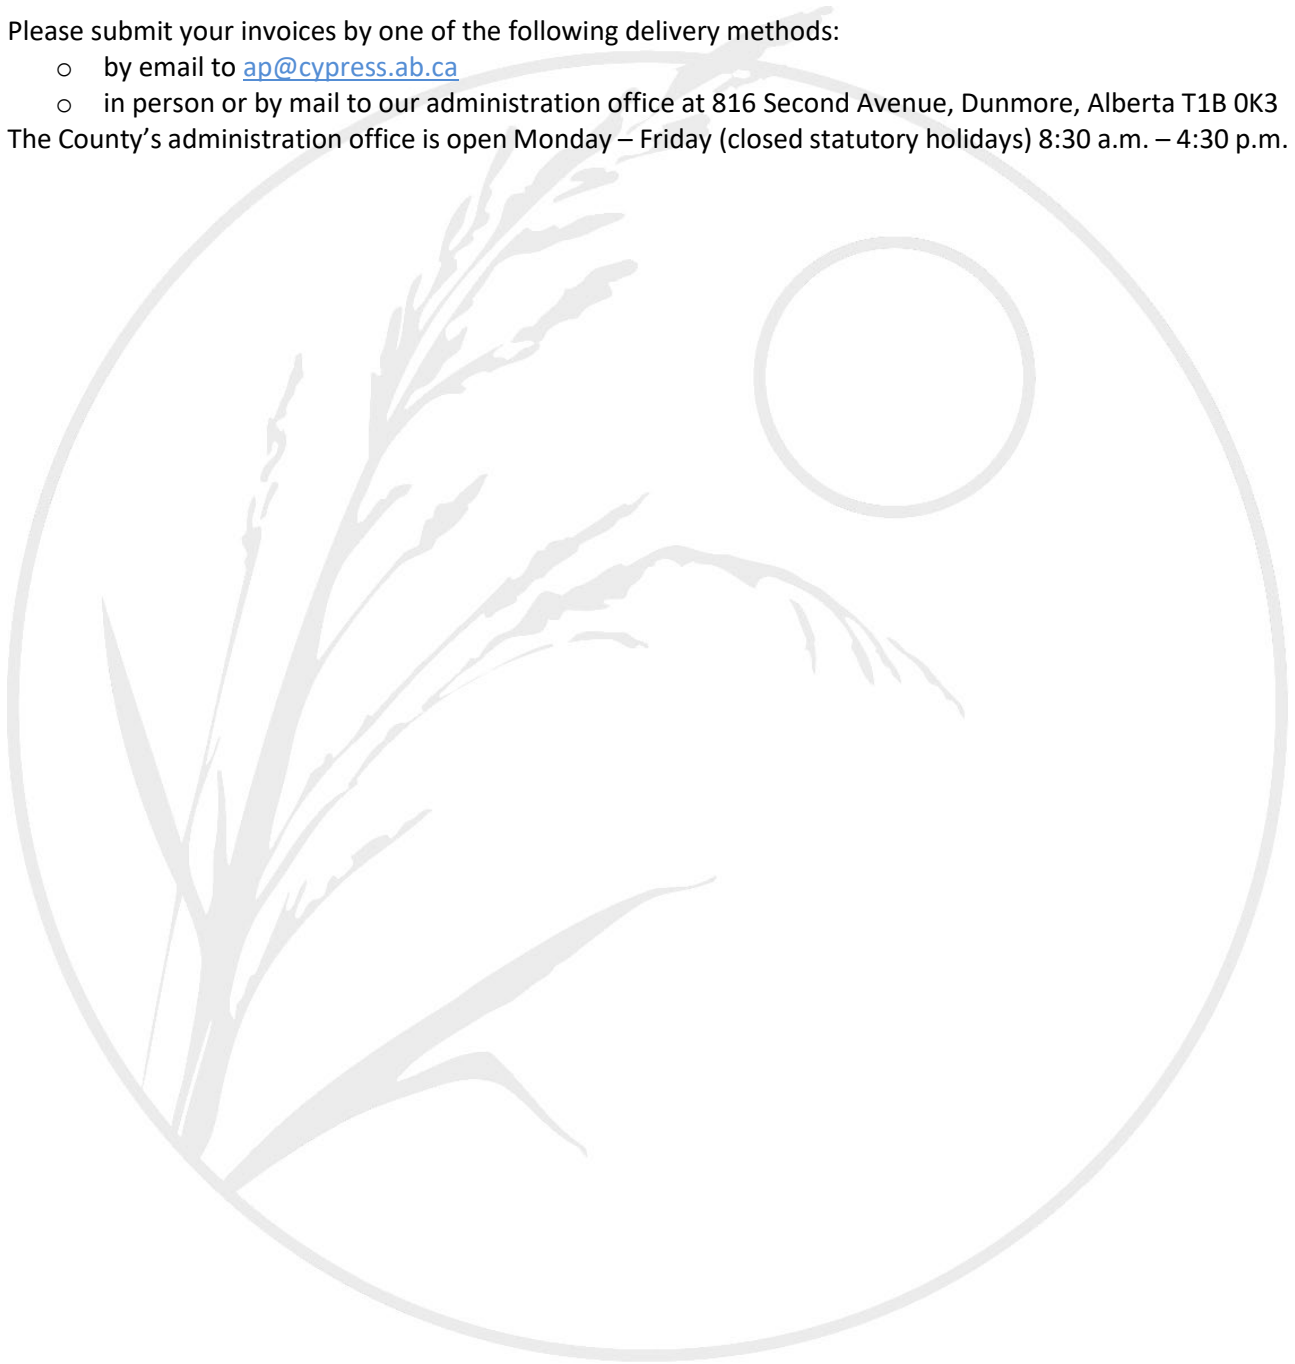 Please submit your invoices by one of the following delivery methods:
o by email to ap@cypress.ab.ca
o in person or by mail to our administration office at 816 Second Avenue, Dunmore, Alberta T1B 0K3
The County’s administration office is open Monday – Friday (closed statutory holidays) 8:30 a.m. – 4:30 p.m.